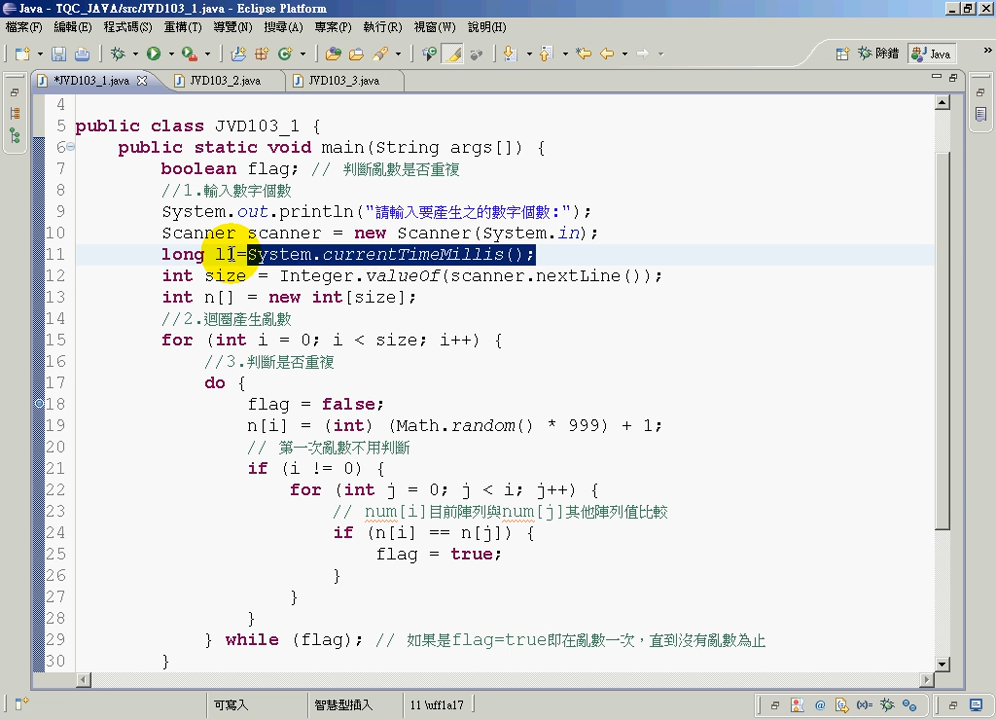 Java - TQC_JAVA/src/JVD103_1.java - Eclipse Platform
檔案(F) 編輯(E) 程式碼(S) 重構(T) 導覽(N) 搜尋(A) 專案(P) 執行(R) 視窗(W) 說明(H)
除錯 Java »
*JVD103_1.java JVD103_2.java JVD103_3.java
4
5 public class JVD103_1 {
6 public static void main(String args[]) {
7 boolean flag; // 判斷亂數是否重複
8 //1.輸入數字個數
9 System.out.println("請輸入要產生之的數字個數:");
10 Scanner scanner = new Scanner(System.in);
11 long l1=System.currentTimeMillis();
12 int size = Integer.valueOf(scanner.nextLine());
13 int n[] = new int[size];
14 //2.迴圈產生亂數
15 for (int i = 0; i < size; i++) {
16 //3.判斷是否重複
17 do {
18 flag = false;
19 n[i] = (int) (Math.random() * 999) + 1;
20 // 第一次亂數不用判斷
21 if (i != 0) {
22 for (int j = 0; j < i; j++) {
23 // num[i]目前陣列與num[j]其他陣列值比較
24 if (n[i] == n[j]) {
25 flag = true;
26 }
27 }
28 }
29 } while (flag); // 如果是flag=true即在亂數一次，直到沒有亂數為止
30 }
可寫入 智慧型插入 11 \uff1a17